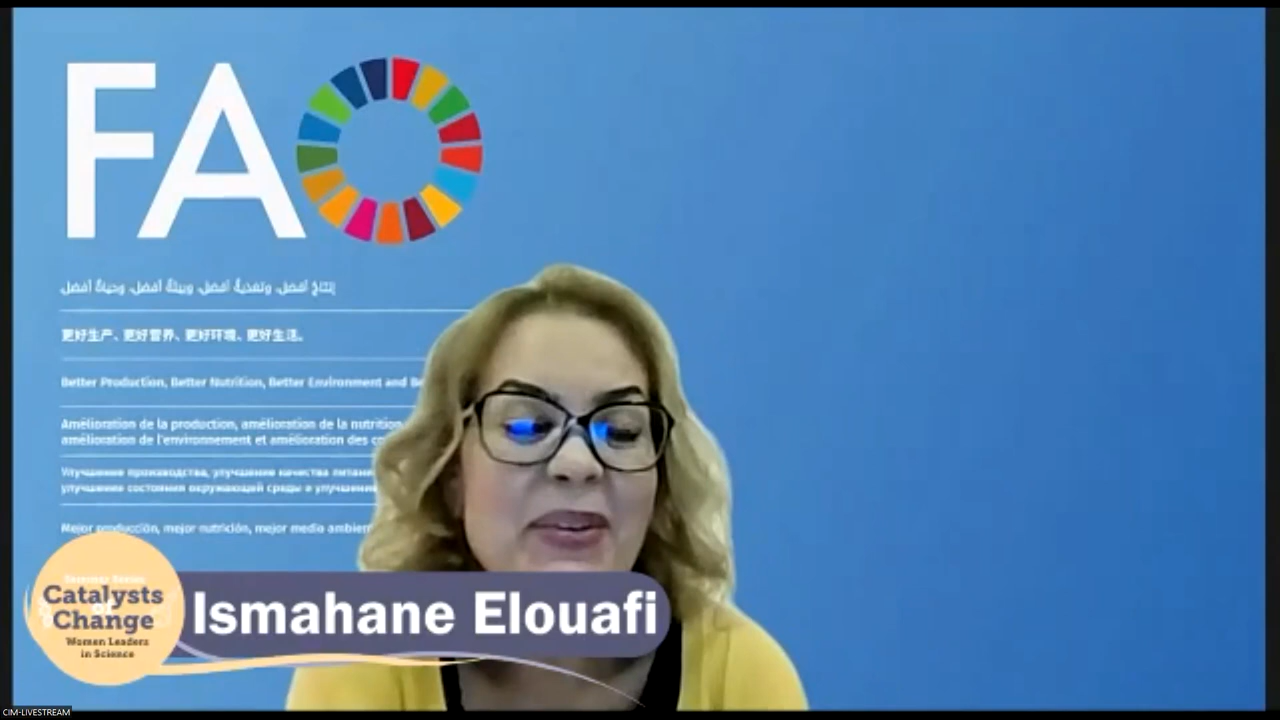 FAO
إنتاجٌ أفضل، وتغذيةٌ أفضل، وبيئةٌ أفضل، وحياةٌ أفضل.
更好生产、更好营养、更好环境、更好生活。
Better Production, Better Nutrition, Better Environment and
Amélioration de la production, amélioration de la nutrition,
amélioration de l'environnement et amélioration des
Улучшение производства, улучшение качества
улучшение состояния окружающей среды и улучшение
Mejor producción, mejor nutrición, mejor medio
Catalysts
Change
Women Leaders
in Science
Ismahane Elouafi
CIM-LIVESTREAM